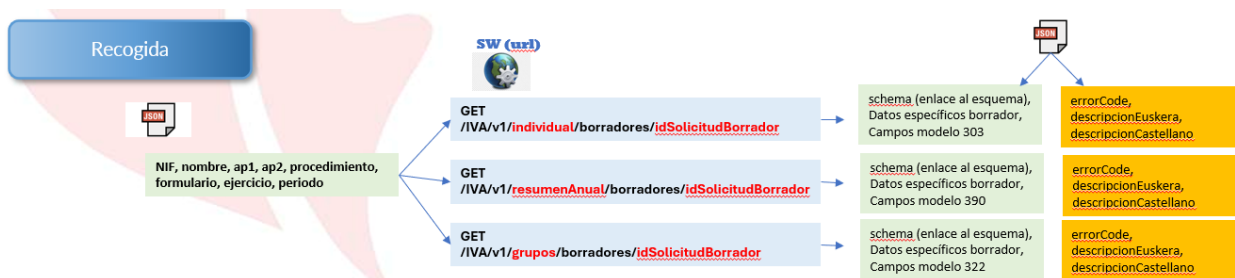 Recogida
JSON
NIF, nombre, ap1, ap2, procedimiento,
formulario, ejercicio, periodo
SW (url)
GET
/IVA/v1/individual/borradores/idSolicitudBorrador
GET
/IVA/v1/resumenAnual/borradores/idSolicitudBorrador
GET
/IVA/v1/grupos/borradores/idSolicitudBorrador
JSON
schema (enlace al esquema),
Datos específicos borrador,
Campos modelo 303
errorCode,
descripcionEuskera,
descripcionCastellano
schema (enlace al esquema),
Datos específicos borrador,
Campos modelo 390
errorCode,
descripcionEuskera,
descripcionCastellano
schema (enlace al esquema),
Datos específicos borrador,
Campos modelo 322
errorCode,
descripcionEuskera,
descripcionCastellano